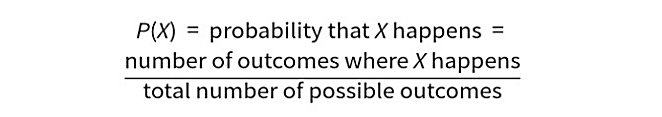 P(X) = probability that X happens =
number of outcomes where X happens
total number of possible outcomes